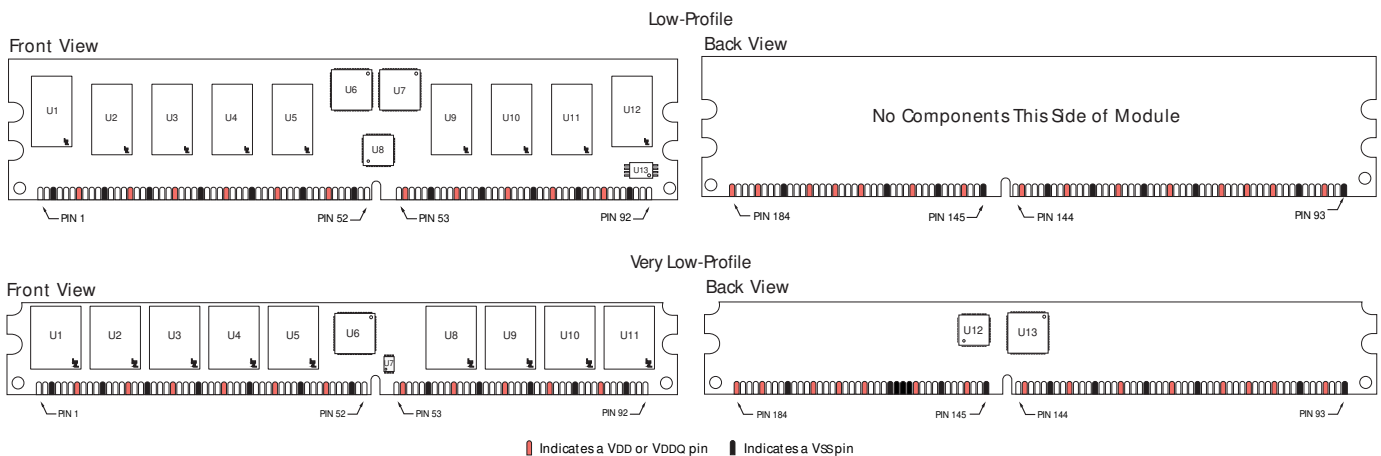 Low-Profile
Front View
Back View
U1
U2
U3
U4
U5
U6
U7
U8
U9
U10
U11
U12
U13
No Components This Side of Module
PIN 1
PIN 52
PIN 53
PIN 92
PIN 184
PIN 145
PIN 144
PIN 93
Very Low-Profile
Front View
Back View
U1
U2
U3
U4
U5
U6
U7
U8
U9
U10
U11
U12
U13
PIN 1
PIN 52
PIN 53
PIN 92
PIN 184
PIN 145
PIN 144
PIN 93
Indicates a VDD or VDDQ pin
Indicates a VSS pin